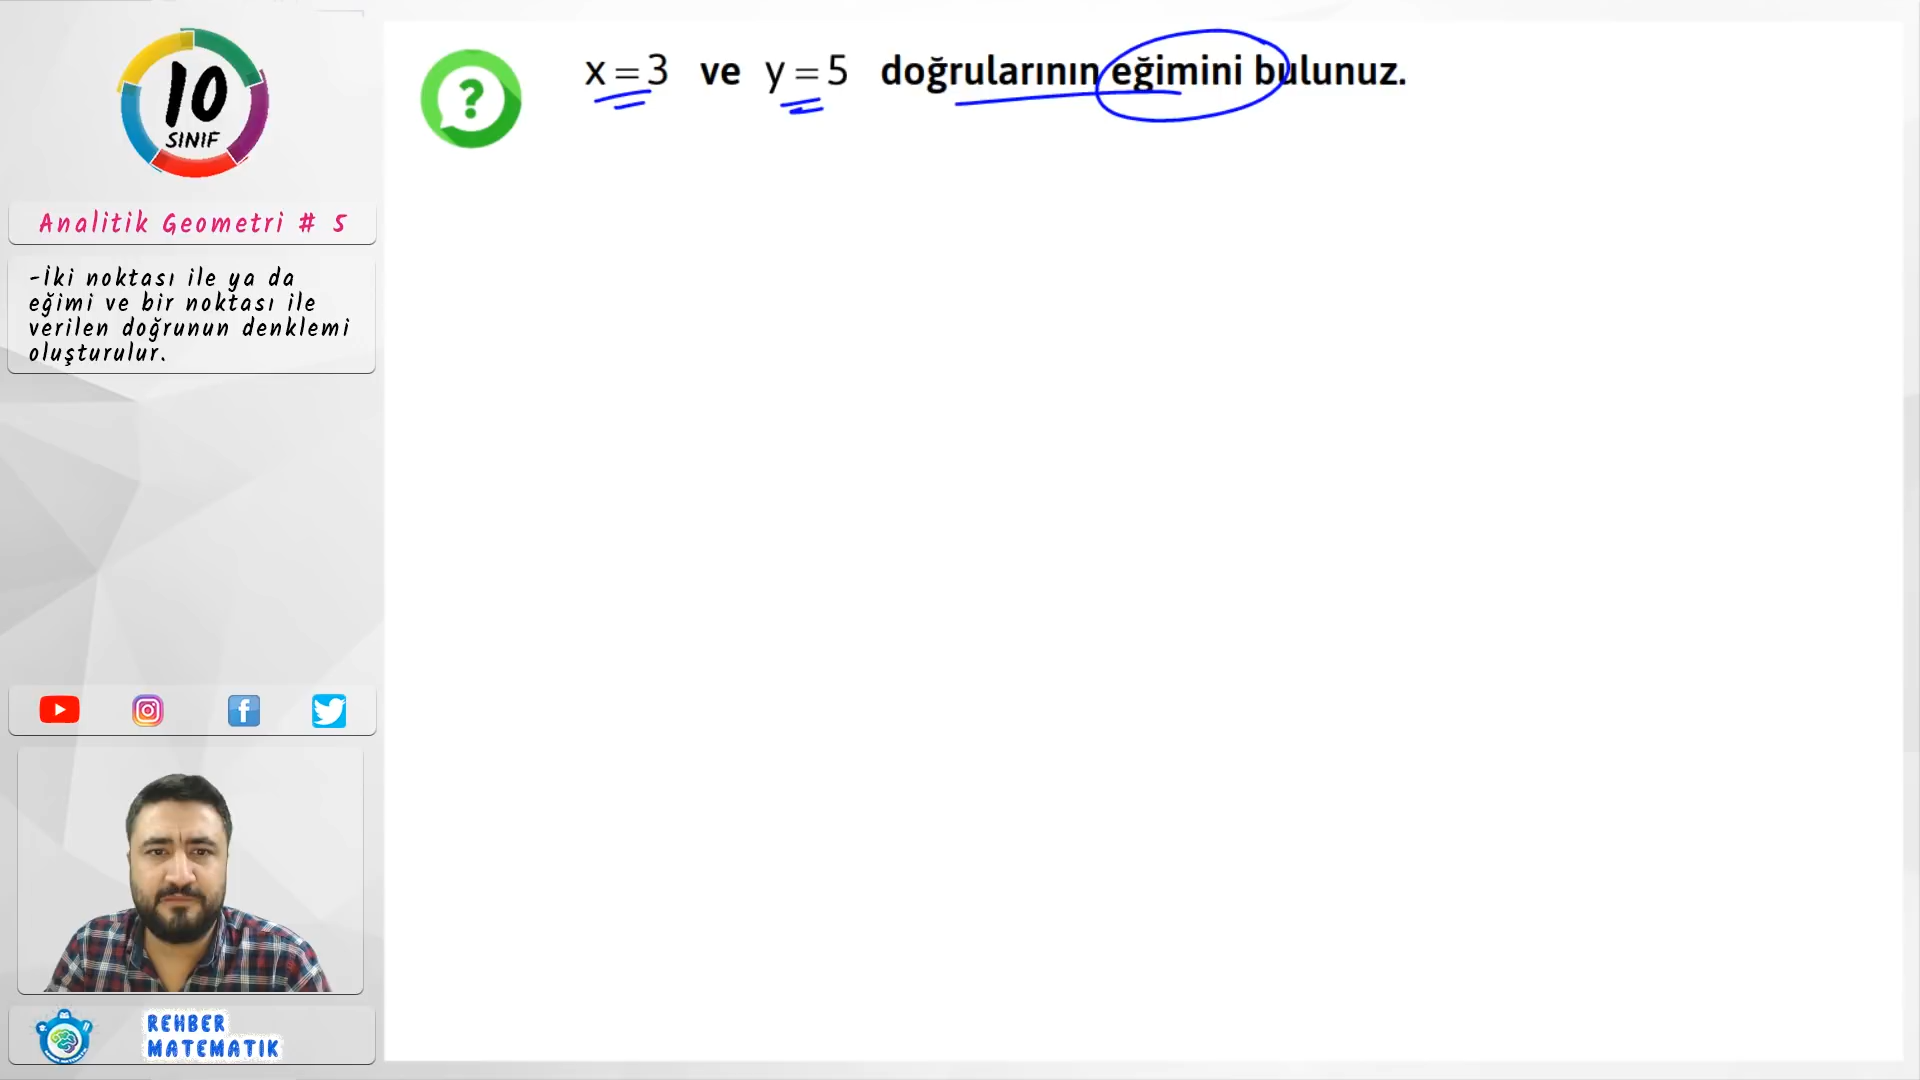 10
SINIF
Analitik Geometri # 5
-İki noktası ile ya da
eğimi ve bir noktası ile
verilen doğrunun denklemi
oluşturulur.
REHBER
MATEMATİK
?
x = 3 ve y = 5 doğrularının eğimini bulunuz.